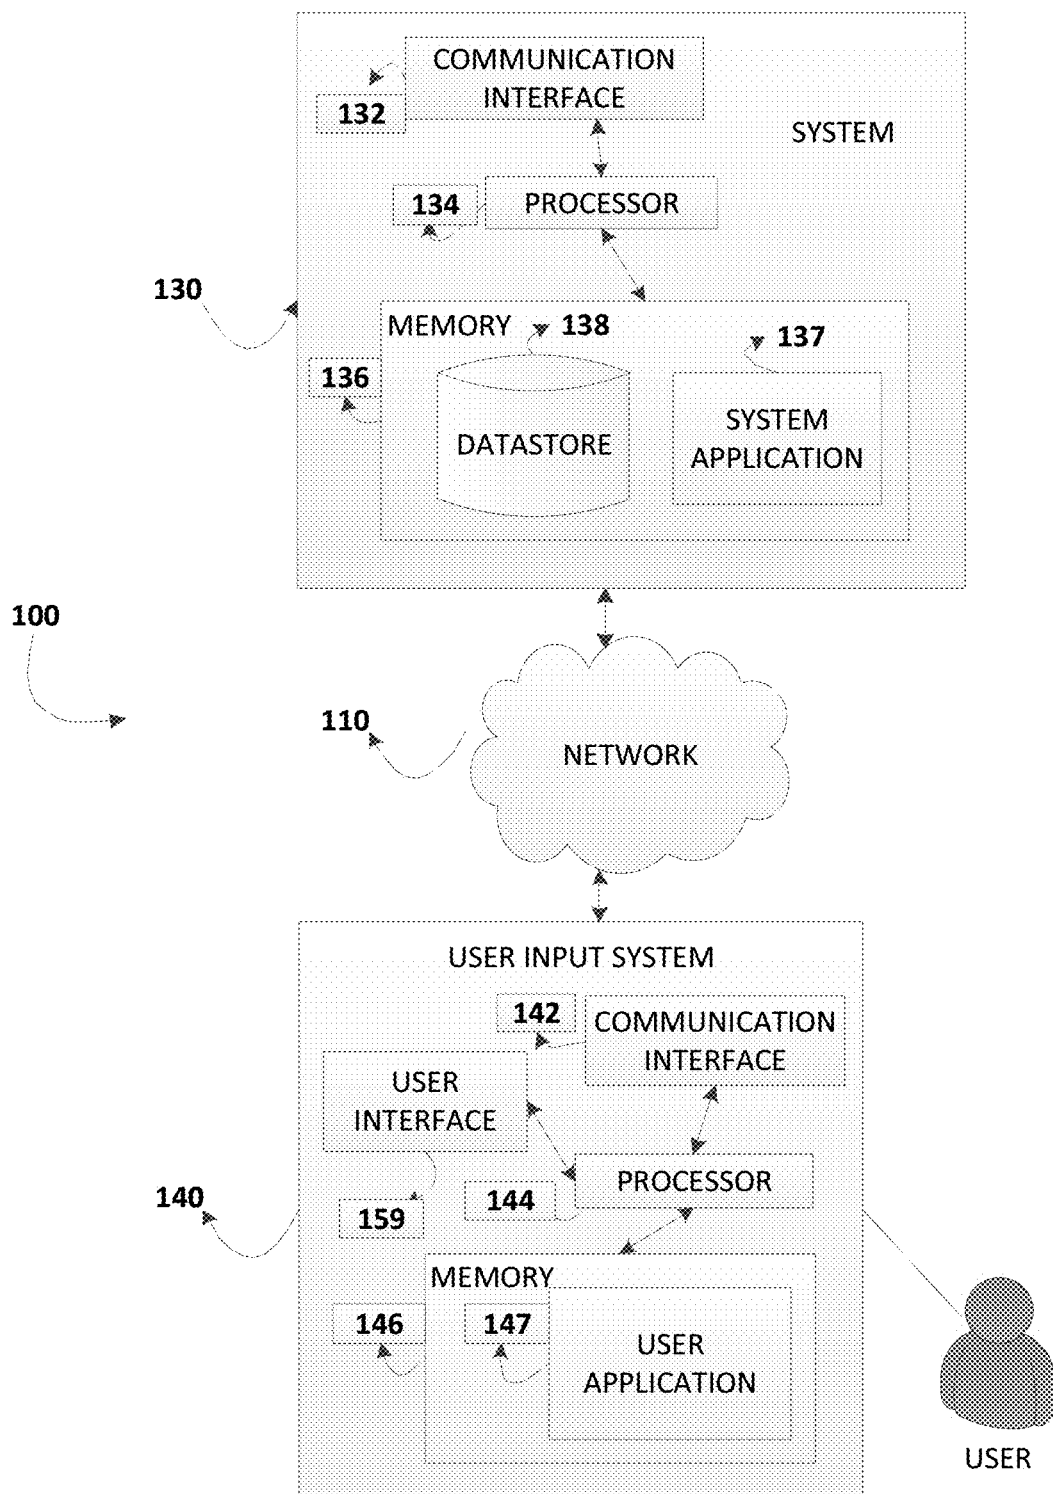 COMMUNICATION
INTERFACE
132
SYSTEM
134
PROCESSOR
130
MEMORY
138
137
136
DATASTORE
SYSTEM
APPLICATION
100
110
NETWORK
USER INPUT SYSTEM
142
COMMUNICATION
INTERFACE
USER
INTERFACE
PROCESSOR
140
144
159
MEMORY
146
147
USER
APPLICATION
USER